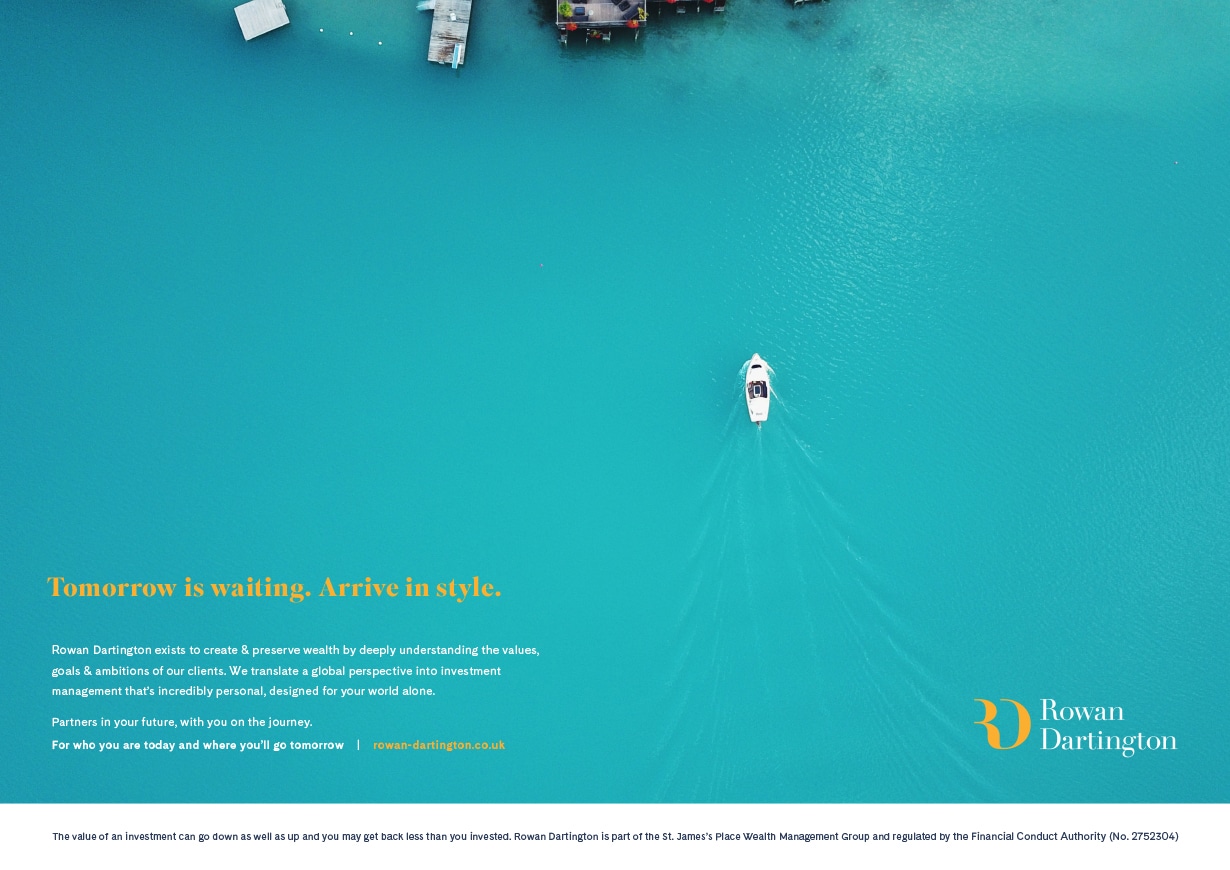 Tomorrow is waiting. Arrive in style.
Rowan Dartington exists to create & preserve wealth by deeply understanding the values,
goals & ambitions of our clients. We translate a global perspective into investment
management that's incredibly personal, designed for your world alone.
Partners in your future, with you on the journey.
For who you are today and where you'll go tomorrow | rowan-dartington.co.uk
RD Rowan
Dartington
The value of an investment can go down as well as up and you may get back less than you invested. Rowan Dartington is part of the St. James's Place Wealth Management Group and regulated by the Financial Conduct Authority (No. 2752304)